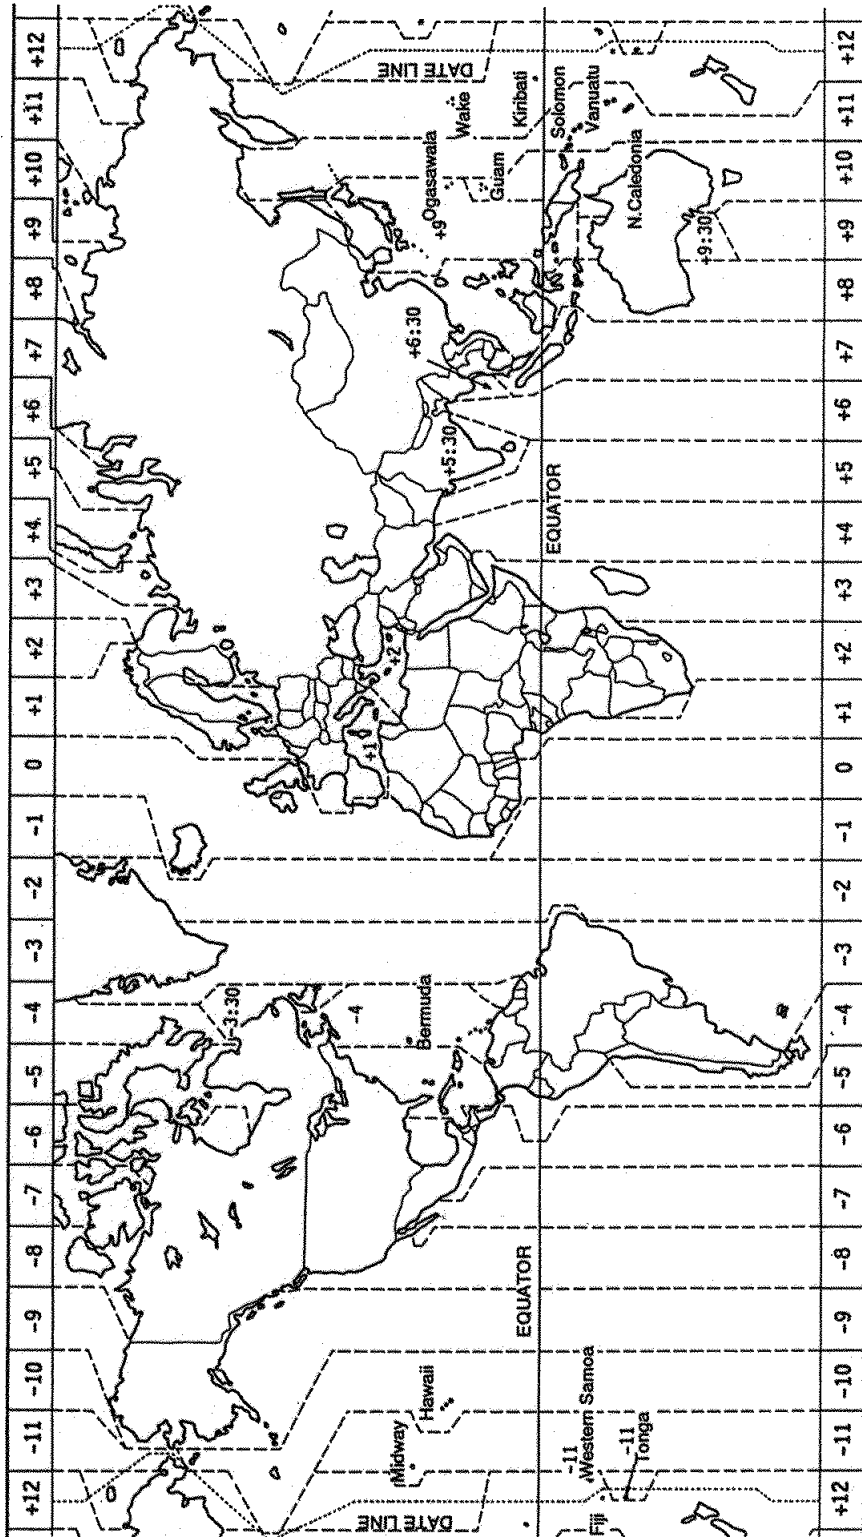 +12 -11 -10 -9 -8 -7 -6 -5 -4 -3 -2 -1 0 +1 +2 +3 +4 +5 +6 +7 +8 +9 +10 +11 +12
-3:30
-4
+1
+2
DATE LINE
Midway
Hawaii
Bermuda
+5:30
+6:30
+9
Ogasawala
Guam
Wake
DATE LINE
Kiribati
EQUATOR
EQUATOR
-11
Western Samoa
-11
Tonga
Fiji
Solomon
Vanuatu
N.Caledonia
+9:30
+12 -11 -10 -9 -8 -7 -6 -5 -4 -3 -2 -1 0 +1 +2 +3 +4 +5 +6 +7 +8 +9 +10 +11 +12